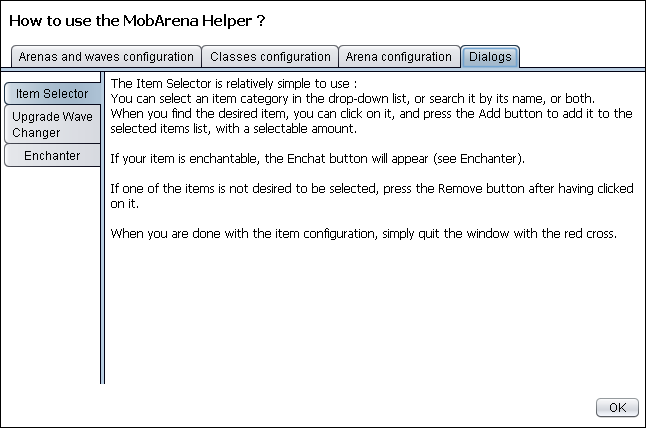 How to use the MobArena Helper ?
Arenas and waves configuration
Classes configuration
Arena configuration
Dialogs
Item Selector
Upgrade Wave
Changer
Enchanter
The Item Selector is relatively simple to use :
You can select an item category in the drop-down list, or search it by its name, or both.
When you find the desired item, you can click on it, and press the Add button to add it to the
selected items list, with a selectable amount.
If your item is enchantable, the Enchat button will appear (see Enchanter).
If one of the items is not desired to be selected, press the Remove button after having clicked
on it.
When you are done with the item configuration, simply quit the window with the red cross.
OK